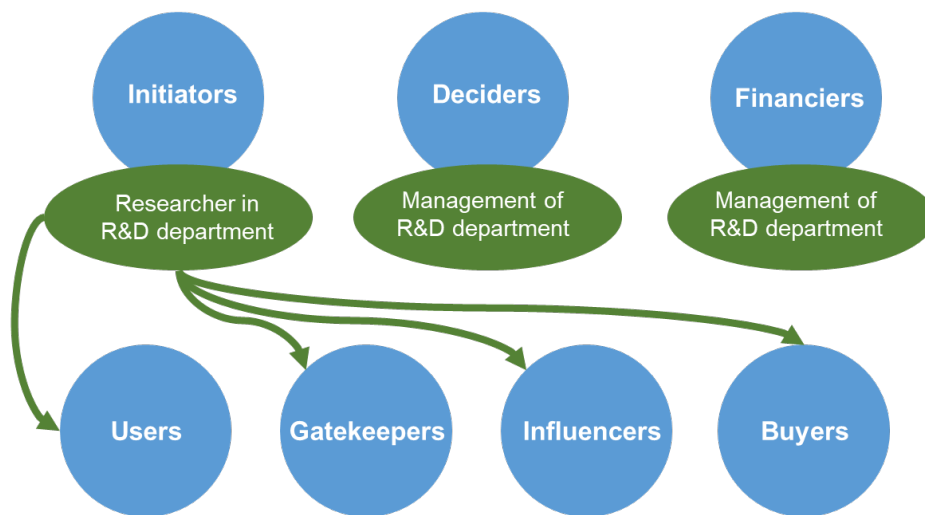 Initiators
Deciders
Financiers
Researcher in
R&D department
Management of
R&D department
Management of
R&D department
Users
Gatekeepers
Influencers
Buyers